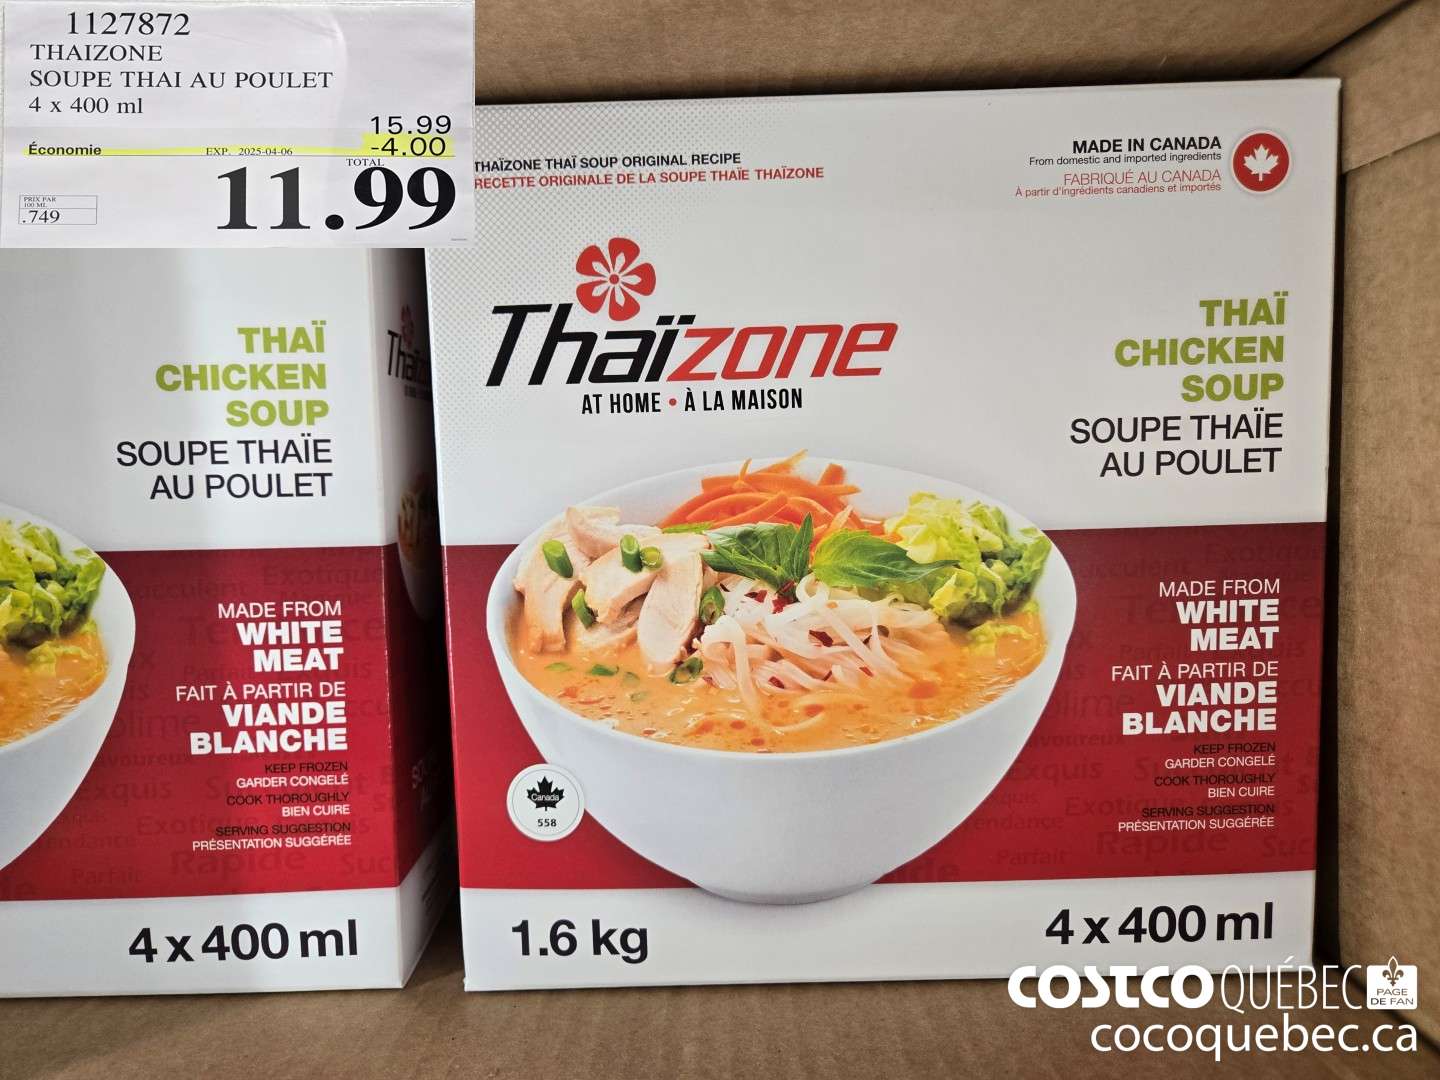 1127872
THAIZONE
SOUPE THAI AU POULET
4 x 400 ml
15.99
Économie EXP. 2025-04-06 -4.00
TOTAL
11.99
PRIX PAR
100 ML
.749
THAÏZONE THAÏ SOUP ORIGINAL RECIPE
RECETTE ORIGINALE DE LA SOUPE THAÏE THAÏZONE
MADE IN CANADA
From domestic and imported ingredients
FABRIQUÉ AU CANADA
À partir d'ingrédients canadiens et importés
Thaïzone
AT HOME • À LA MAISON
THAÏ
CHICKEN
SOUP
SOUPE THAÏE
AU POULET
MADE FROM
WHITE
MEAT
FAIT À PARTIR DE
VIANDE
BLANCHE
KEEP FROZEN
GARDER CONGELÉ
COOK THOROUGHLY
BIEN CUIRE
SERVING SUGGESTION
PRÉSENTATION SUGGÉRÉE
Canada
558
1.6 kg
4 x 400 ml
THAÏ
CHICKEN
SOUP
SOUPE THAÏE
AU POULET
MADE FROM
WHITE
MEAT
FAIT À PARTIR DE
VIANDE
BLANCHE
KEEP FROZEN
GARDER CONGELÉ
COOK THOROUGHLY
BIEN CUIRE
SERVING SUGGESTION
PRÉSENTATION SUGGÉRÉE
4 x 400 ml
COSTCO QUÉBEC
PAGE
DE FAN
cocoquebec.ca